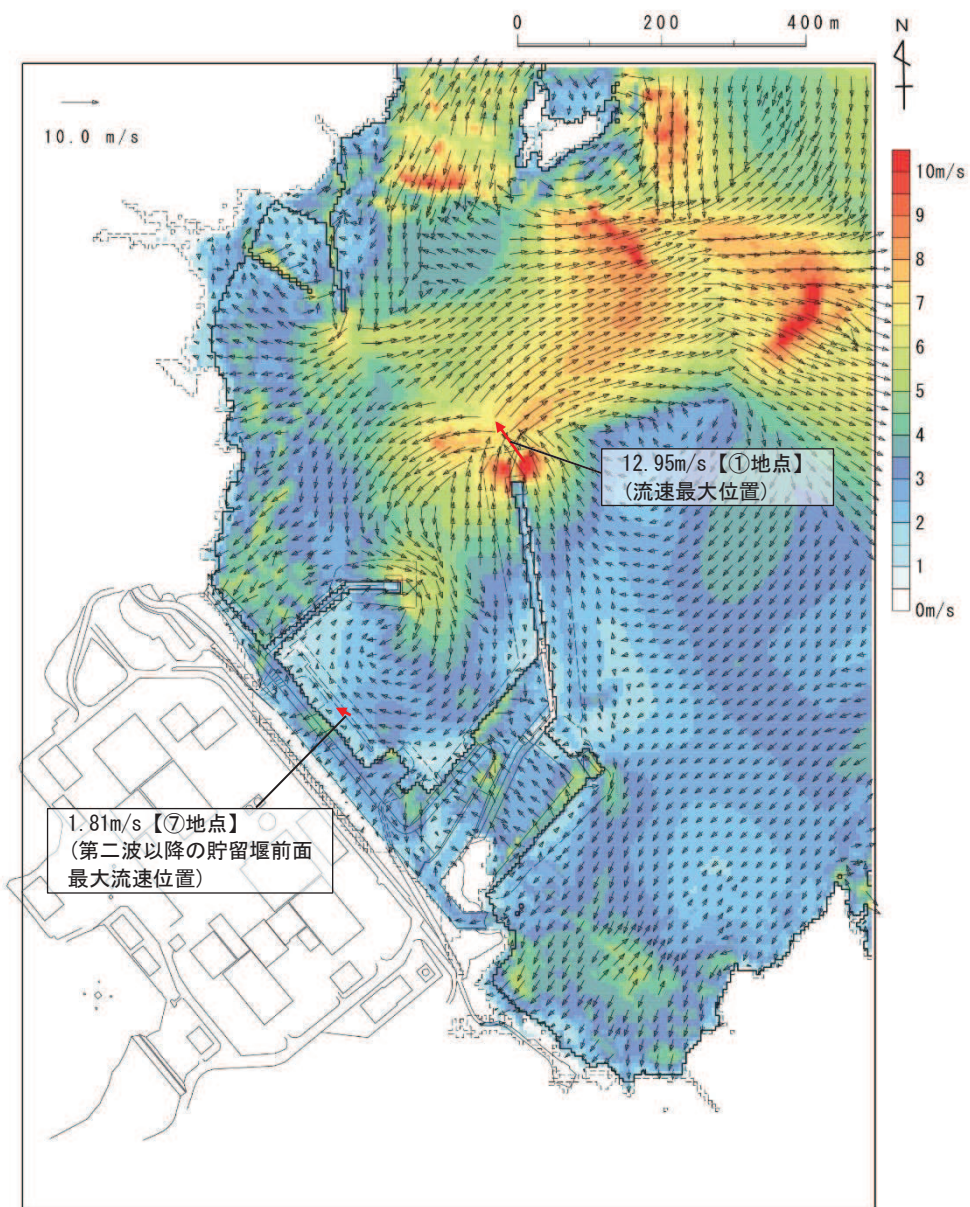 0 200 400m
N
10.0 m/s
10m/s
9
8
7
6
5
4
3
2
1
0m/s
12.95m/s【①地点】
(流速最大位置)
1.81m/s【⑦地点】
(第二波以降の貯留堰前面
最大流速位置)